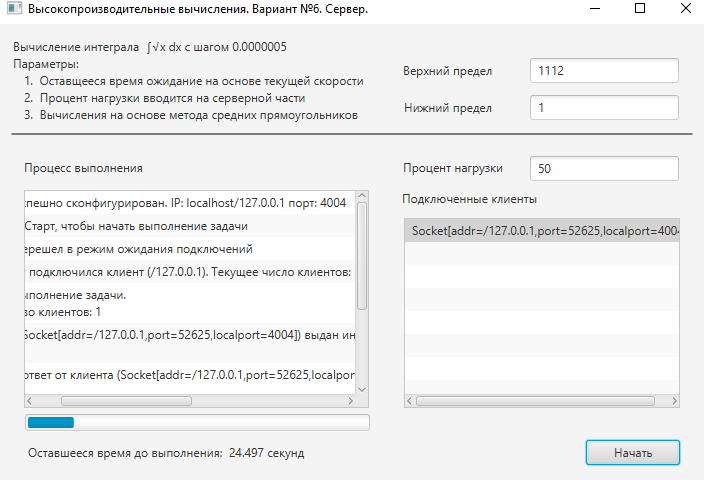 Высокопроизводительные вычисления. Вариант №6. Сервер.
Вычисление интеграла ∫√x dx с шагом 0.0000005
Параметры:
1. Оставщееся время ожидание на основе текущей скорости
2. Процент нагрузки вводится на серверной части
3. Вычисления на основе метода средних прямоугольников
Верхний предел 1112
Нижний предел 1
Процесс выполнения
спешно сконфигурирован. IP: localhost/127.0.0.1 порт: 4004
Старт, чтобы начать выполнение задачи
ерешел в режим ожидания подключений
подключился клиент (/127.0.0.1). Текущее число клиентов:
ыполнение задачи.
во клиентов: 1
Socket[addr=/127.0.0.1,port=52625,localport=4004]) выдан ин
ответ от клиента (Socket[addr=/127.0.0.1,port=52625,localpor
Оставшееся время до выполнения: 24.497 секунд
Процент нагрузки 50
Подключенные клиенты
Socket[addr=/127.0.0.1,port=52625,localport=4004
Начать